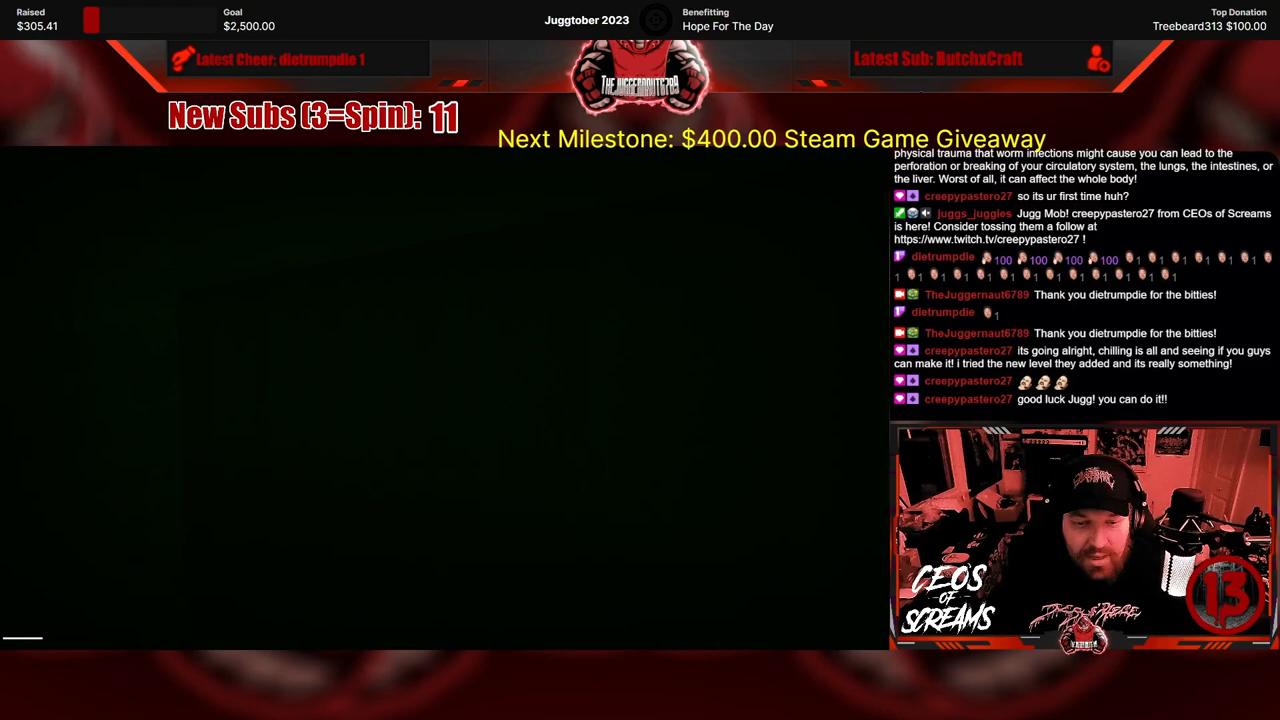 Raised
$305.41
Goal
$2,500.00
Juggtober 2023
Benefitting
Hope For The Day
Top Donation
Treebeard313 $100.00
Latest Cheer: dietrumpdie 1
THEJUGGERNAUT6789
Latest Sub: ButchxCraft
New Subs (3=Spin): 11
Next Milestone: $400.00 Steam Game Giveaway
physical trauma that worm infections might cause you can lead to the
perforation or breaking of your circulatory system, the lungs, the intestines, or
the liver. Worst of all, it can affect the whole body!
creepypastero27 so its ur first time huh?
juggs_juggies Jugg Mob! creepypastero27 from CEOs of Screams
is here! Consider tossing them a follow at
https://www.twitch.tv/creepypastero27 !
dietrumpdie 100 100 100 100 1 1 1 1 1 1
1 1 1 1 1 1 1 1 1 1 1 1 1
TheJuggernaut6789 Thank you dietrumpdie for the bitties!
dietrumpdie 1
TheJuggernaut6789 Thank you dietrumpdie for the bitties!
creepypastero27 its going alright, chilling is all and seeing if you guys
can make it! i tried the new level they added and its really something!
creepypastero27
creepypastero27 good luck Jugg! you can do it!!
CEOS
OF
SCREAMS
13